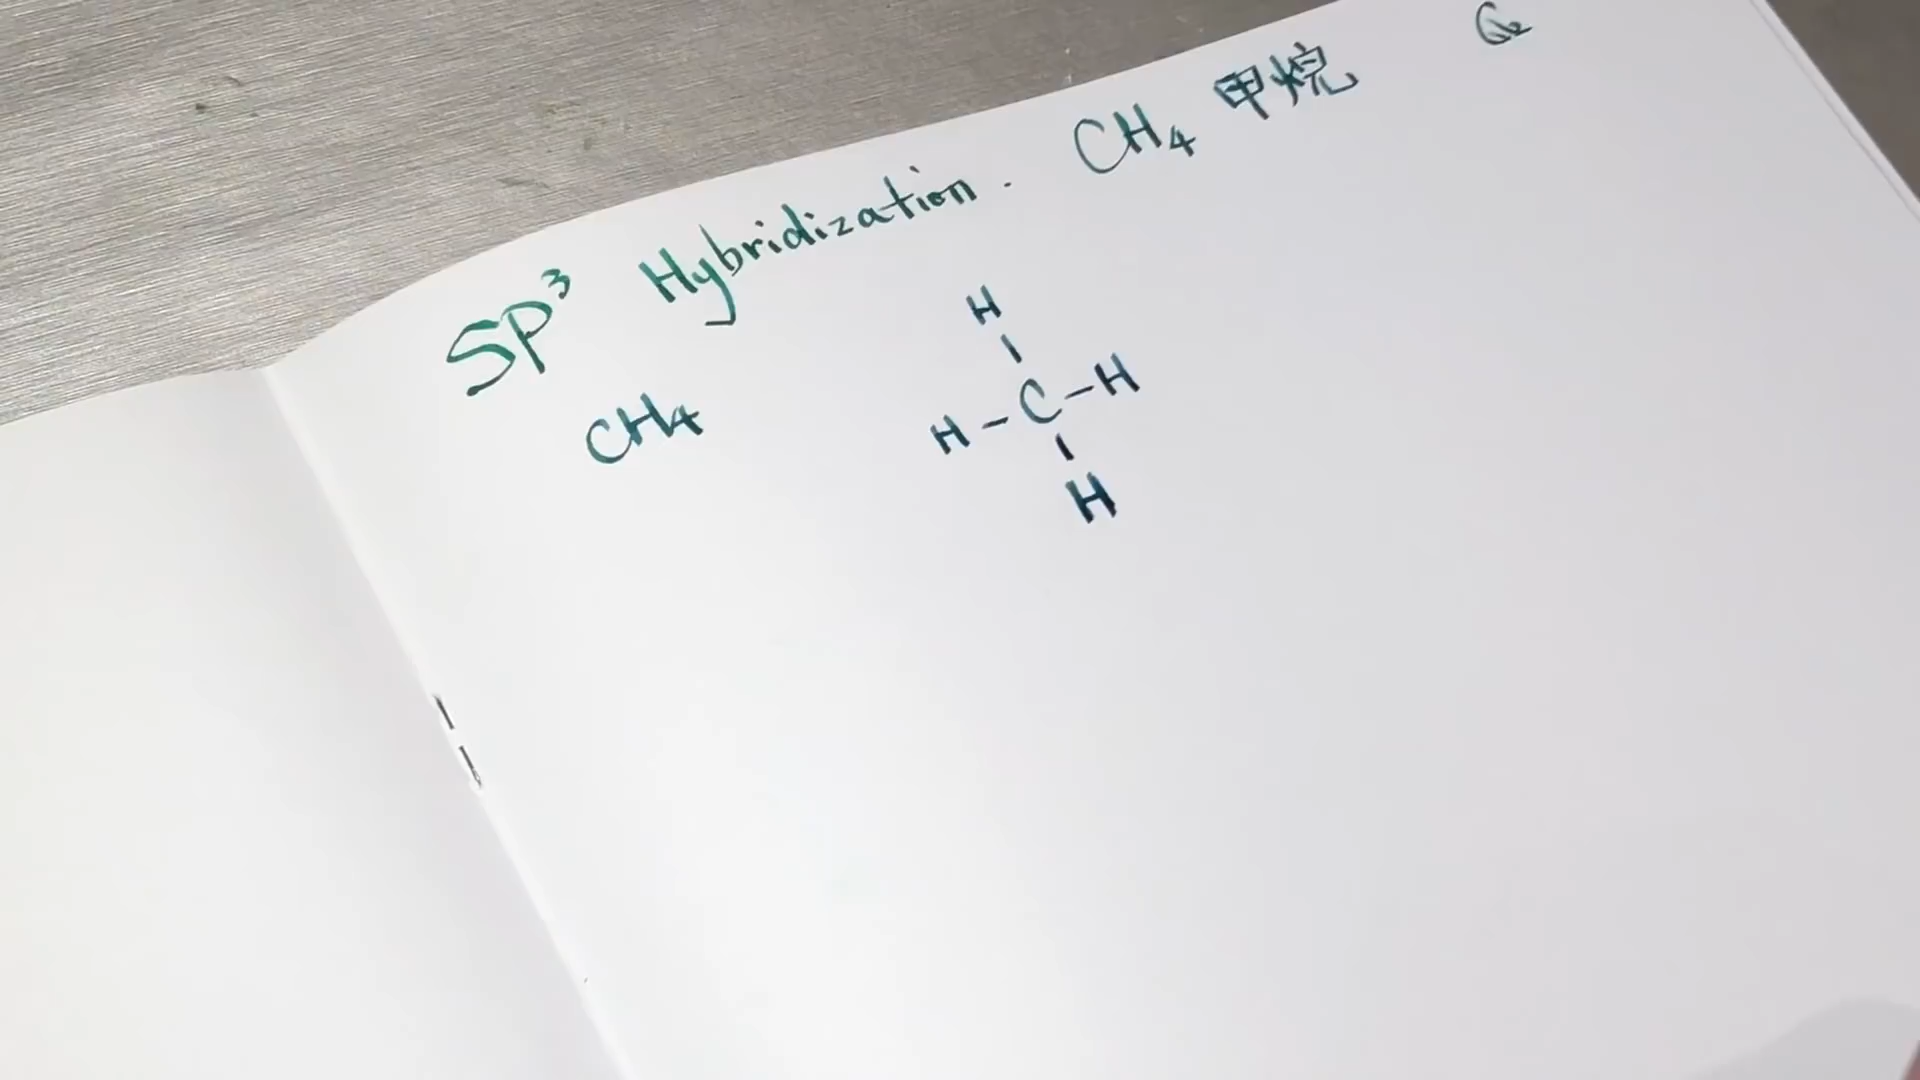 SP³ Hybridization. CH₄ 甲烷
CH₄
H
H-C-H
H